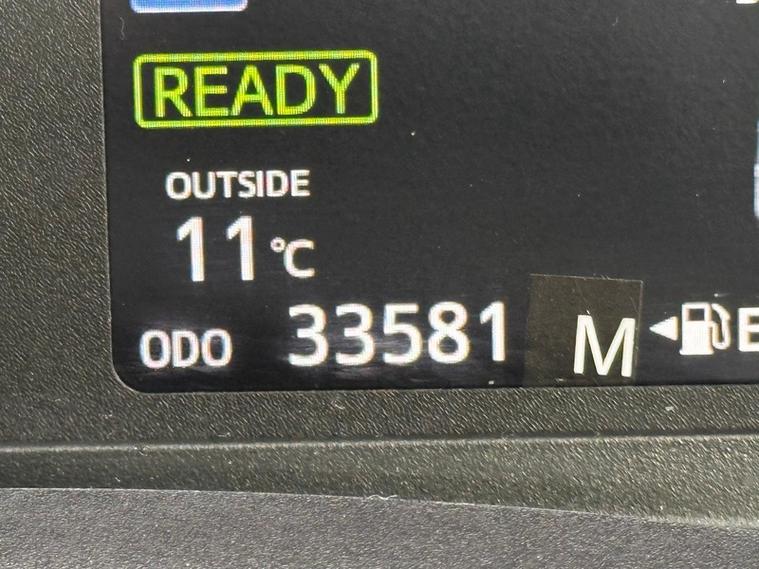 READY
OUTSIDE
11°C
ODO 33581 M E